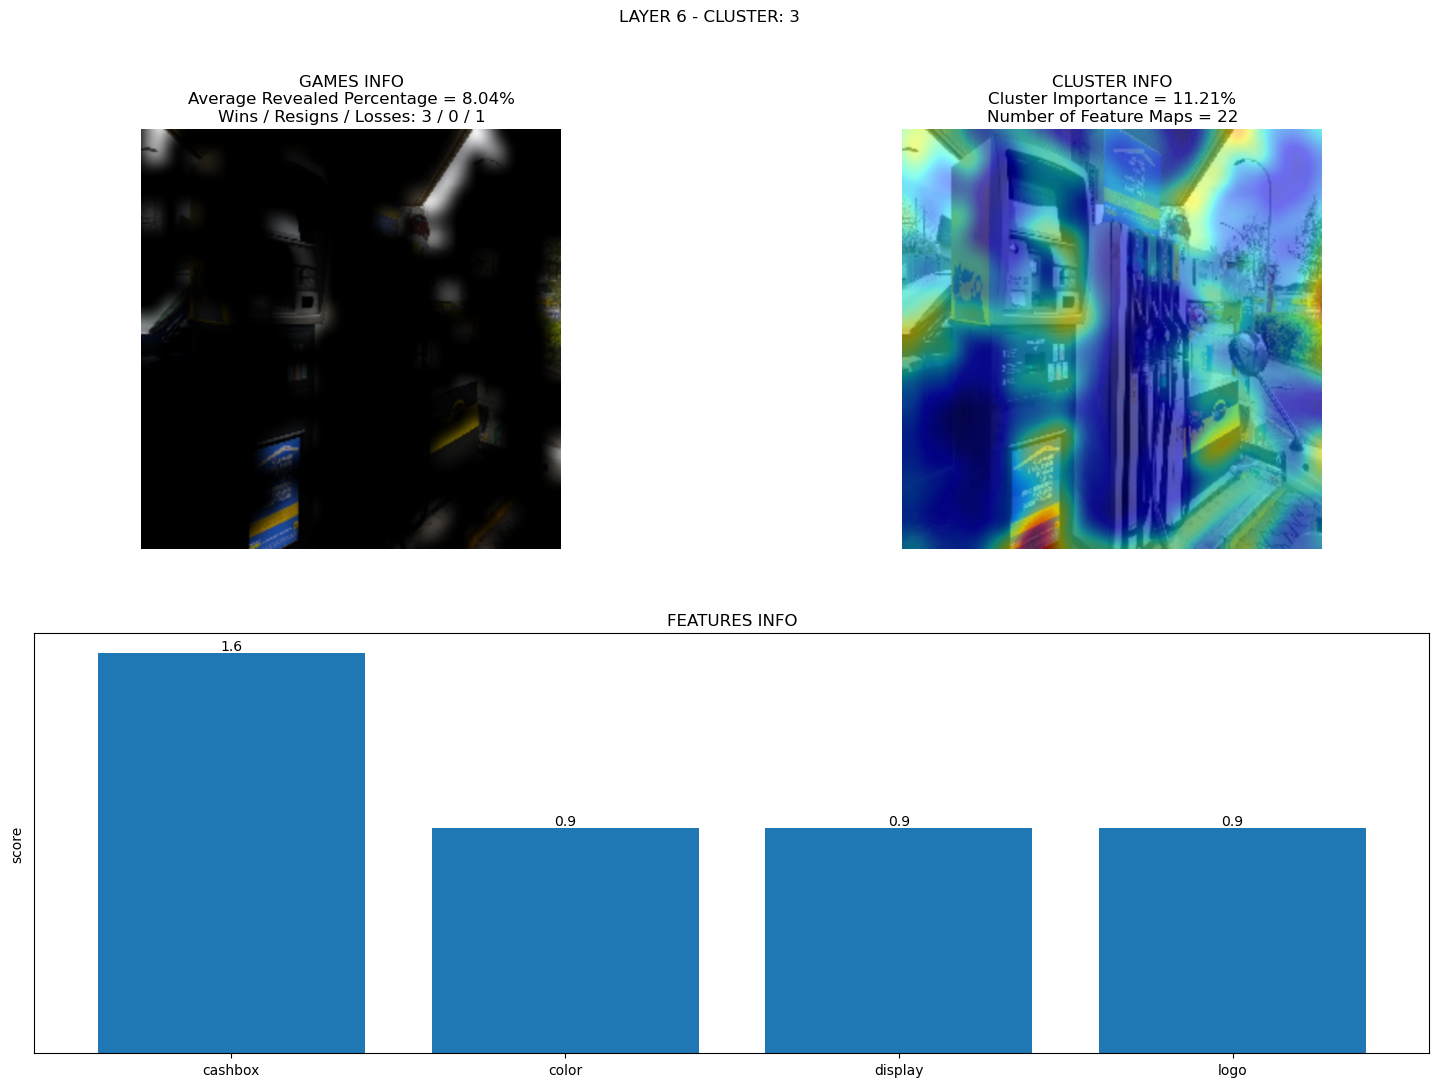 LAYER 6 - CLUSTER: 3
GAMES INFO
Average Revealed Percentage = 8.04%
Wins / Resigns / Losses: 3 / 0 / 1
CLUSTER INFO
Cluster Importance = 11.21%
Number of Feature Maps = 22
FEATURES INFO
score
1.6
0.9
0.9
0.9
cashbox
color
display
logo